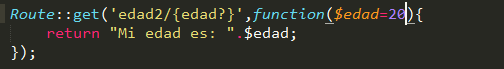 Route::get('edad2/{edad?}',function($edad=20){
return "Mi edad es: ".$edad;
});